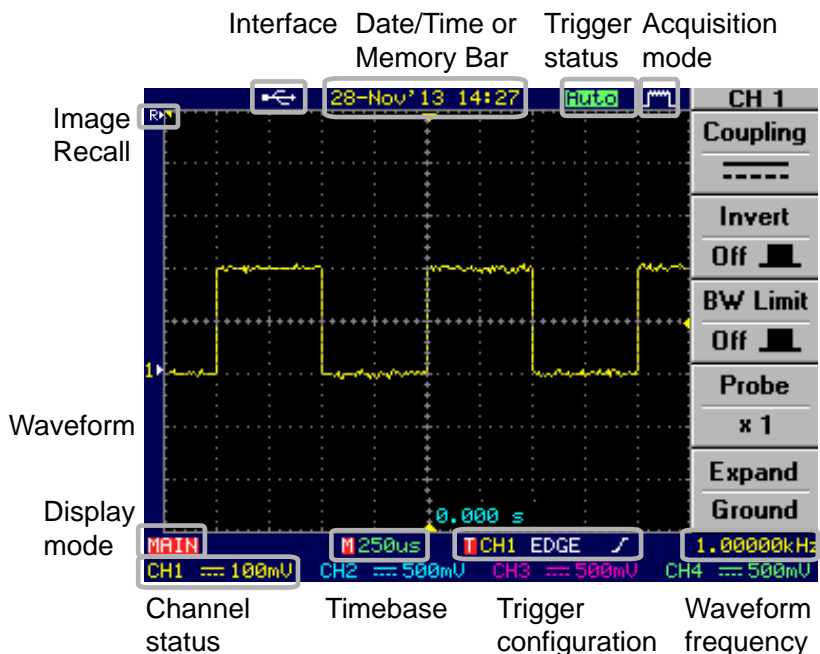 Interface Date/Time or Memory Bar Trigger status Acquisition mode
28-Nov'13 14:27 Auto CH 1
Image Recall
R
Coupling
Invert
Off
BW Limit
Off
1
Probe
x 1
Waveform
Expand
Ground
0.000 s
Display mode
MAIN M 250us T CH1 EDGE 1.00000kHz
CH1 100mV CH2 500mV CH3 500mV CH4 500mV
Channel status
Timebase
Trigger configuration
Waveform frequency